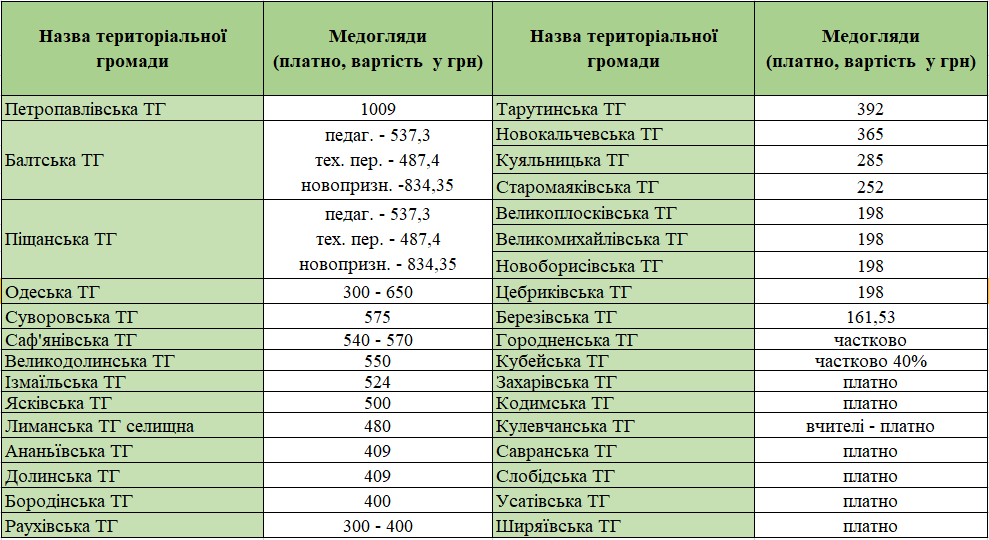 Назва територіальної громади | Медогляди (платно, вартість у грн) | Назва територіальної громади | Медогляди (платно, вартість у грн)
Петропавлівська ТГ | 1009 | Тарутинська ТГ | 392
Балтська ТГ | педаг. - 537,3 | Новокальчевська ТГ | 365
тех. пер. - 487,4 | Куяльницька ТГ | 285
новопризн. -834,35 | Старомаяківська ТГ | 252
Піщанська ТГ | педаг. - 537,3 | Великоплосківська ТГ | 198
тех. пер. - 487,4 | Великомихайлівська ТГ | 198
новопризн. - 834,35 | Новоборисівська ТГ | 198
Одеська ТГ | 300 - 650 | Цебриківська ТГ | 198
Суворовська ТГ | 575 | Березівська ТГ | 161,53
Саф'янівська ТГ | 540 - 570 | Городненська ТГ | частково
Великодолинська ТГ | 550 | Кубейська ТГ | частково 40%
Ізмаїльська ТГ | 524 | Захарівська ТГ | платно
Ясківська ТГ | 500 | Кодимська ТГ | платно
Лиманська ТГ селищна | 480 | Кулевчанська ТГ | вчителі - платно
Ананьївська ТГ | 409 | Савранська ТГ | платно
Долинська ТГ | 409 | Слобідська ТГ | платно
Бородінська ТГ | 400 | Усатівська ТГ | платно
Раухівська ТГ | 300 - 400 | Ширяївська ТГ | платно